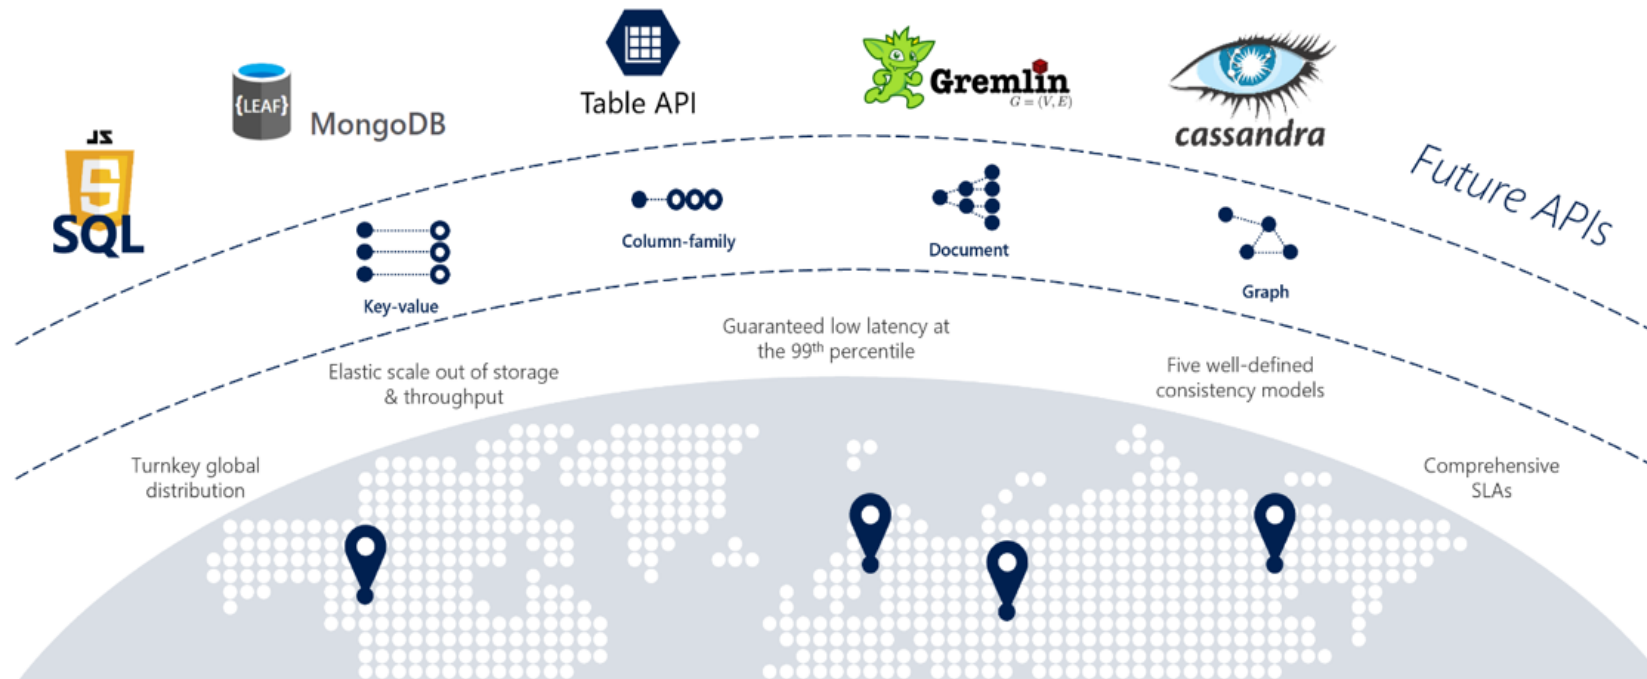 JS
SQL
{LEAF}
MongoDB
Table API
Gremlin
G = (V, E)
cassandra
Future APIs
Key-value
Column-family
Document
Graph
Turnkey global
distribution
Elastic scale out of storage
& throughput
Guaranteed low latency at
the 99th percentile
Five well-defined
consistency models
Comprehensive
SLAs